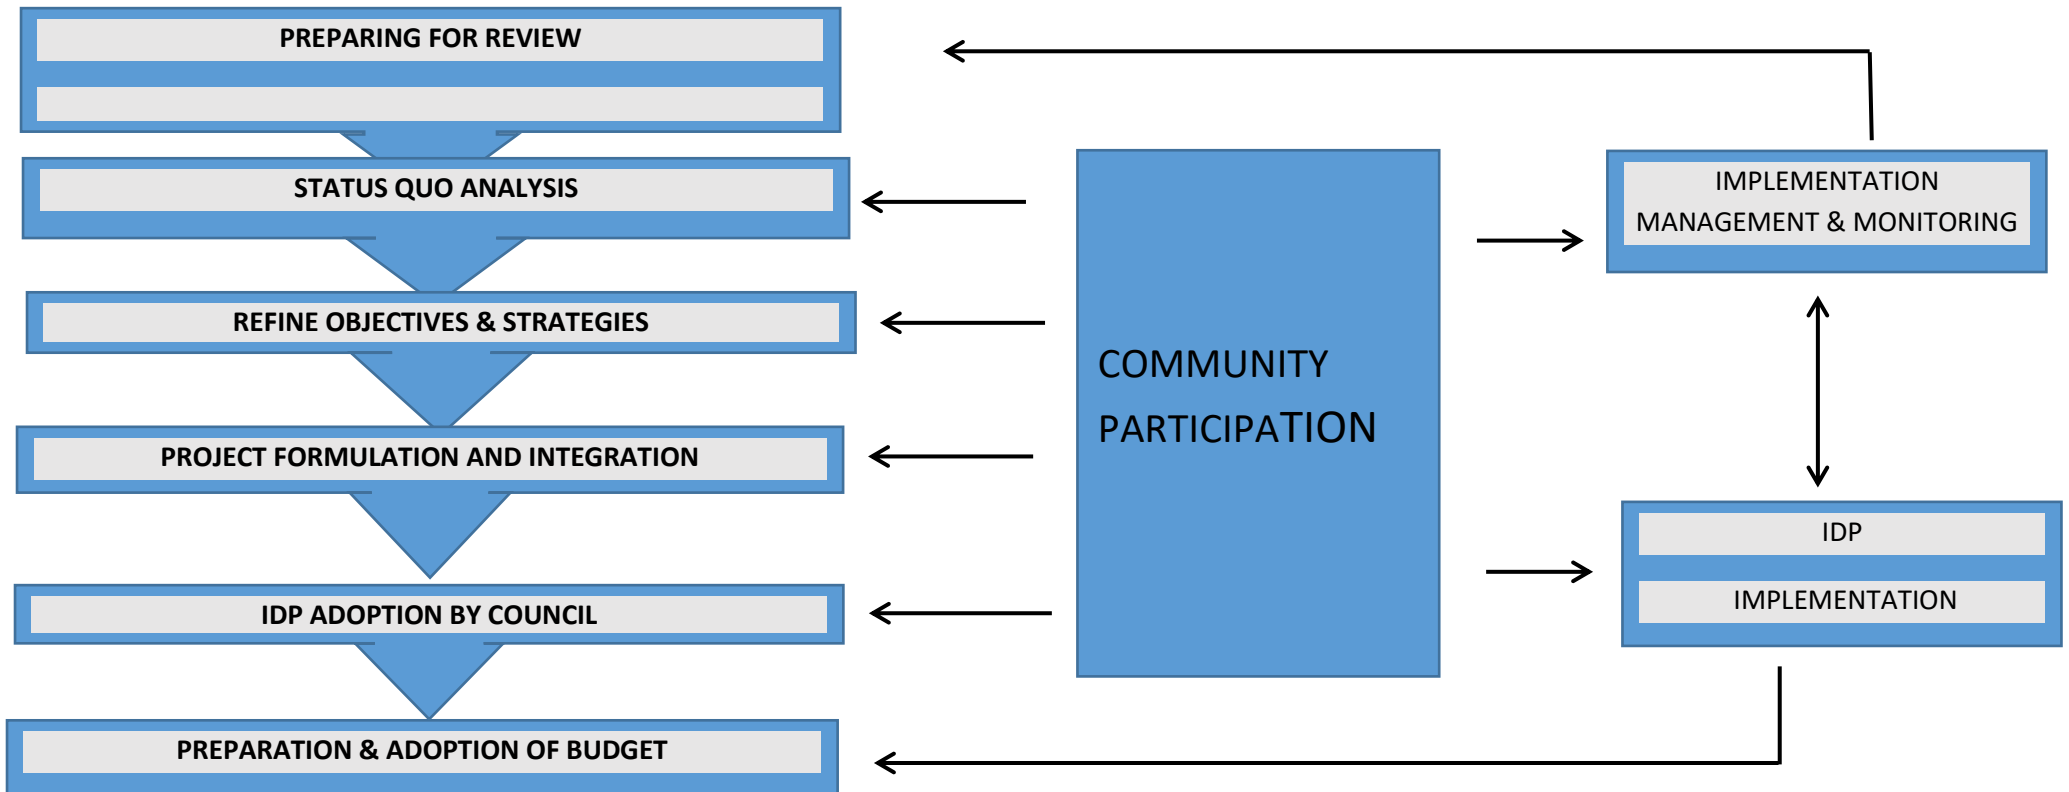 PREPARING FOR REVIEW
STATUS QUO ANALYSIS
REFINE OBJECTIVES & STRATEGIES
PROJECT FORMULATION AND INTEGRATION
IDP ADOPTION BY COUNCIL
PREPARATION & ADOPTION OF BUDGET
COMMUNITY
PARTICIPATION
IMPLEMENTATION
MANAGEMENT & MONITORING
IDP
IMPLEMENTATION